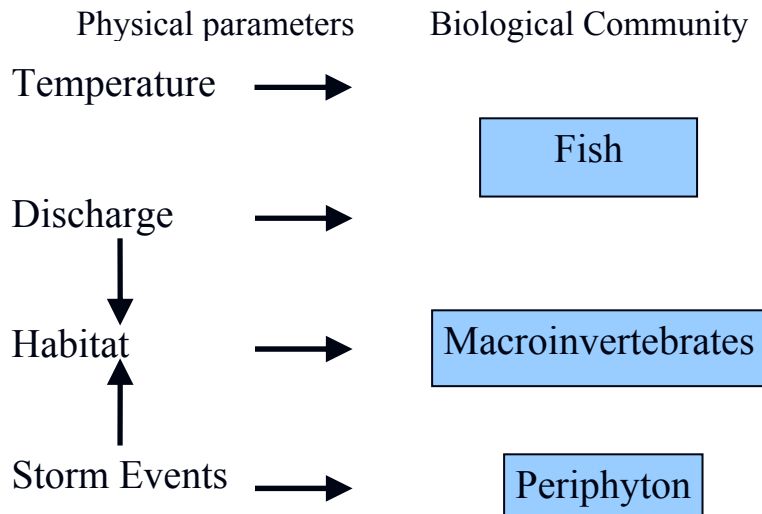 Physical parameters Biological Community
Temperature
Fish
Discharge
Habitat Macroinvertebrates
Storm Events Periphyton